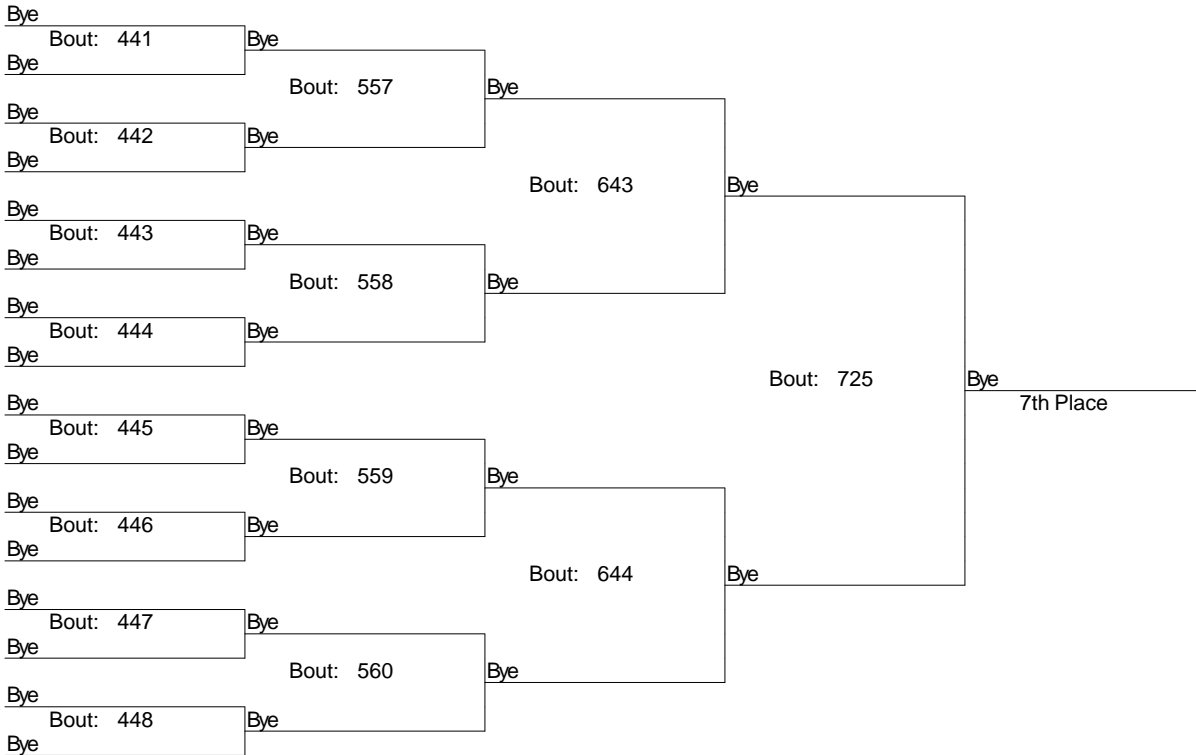 Bye
Bout: 441 Bye
Bye
Bout: 557 Bye
Bye
Bout: 442 Bye
Bye
Bout: 643 Bye
Bye
Bout: 443 Bye
Bye
Bout: 558 Bye
Bye
Bout: 444 Bye
Bye
Bout: 725 Bye
7th Place
Bye
Bout: 445 Bye
Bye
Bout: 559 Bye
Bye
Bout: 446 Bye
Bye
Bout: 644 Bye
Bye
Bout: 447 Bye
Bye
Bout: 560 Bye
Bye
Bout: 448 Bye
Bye